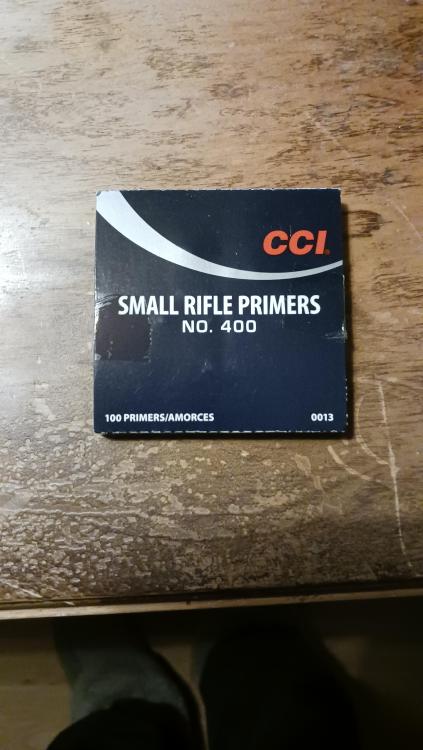 CCI
SMALL RIFLE PRIMERS
NO. 400
100 PRIMERS/AMORCES 0013